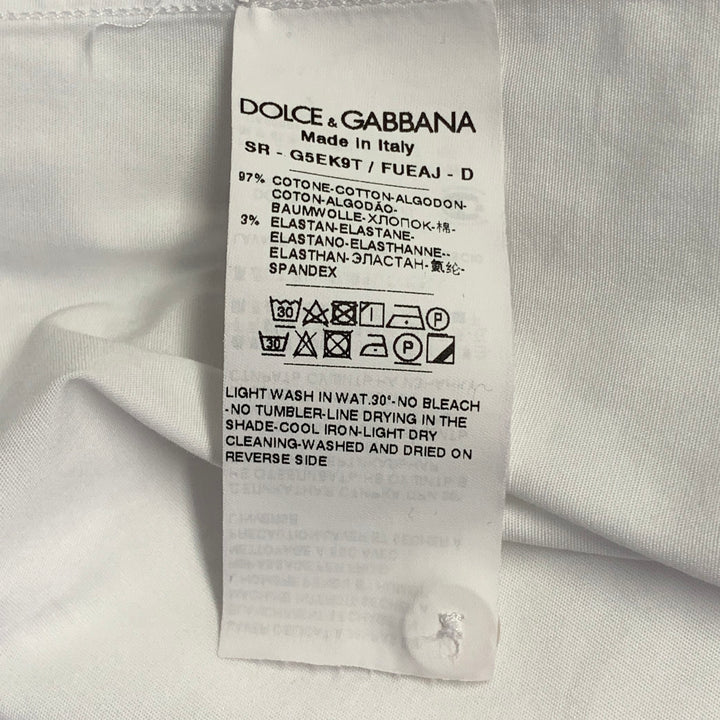 DOLCE & GABBANA
Made in Italy
SR - G5EK9T / FUEAJ - D
97% COTONE-COTTON-ALGODON-
COTON-ALGODÃO-
BAUMWOLLE-ХЛОПОК-棉-
3% ELASTAN-ELASTANE-
ELASTANO-ELASTHANNE--
ELASTHAN-ЭЛАСТАН-氨纶-
SPANDEX
30 P
30 P
LIGHT WASH IN WAT.30°-NO BLEACH
-NO TUMBLER-LINE DRYING IN THE
SHADE-COOL IRON-LIGHT DRY
CLEANING-WASHED AND DRIED ON
REVERSE SIDE